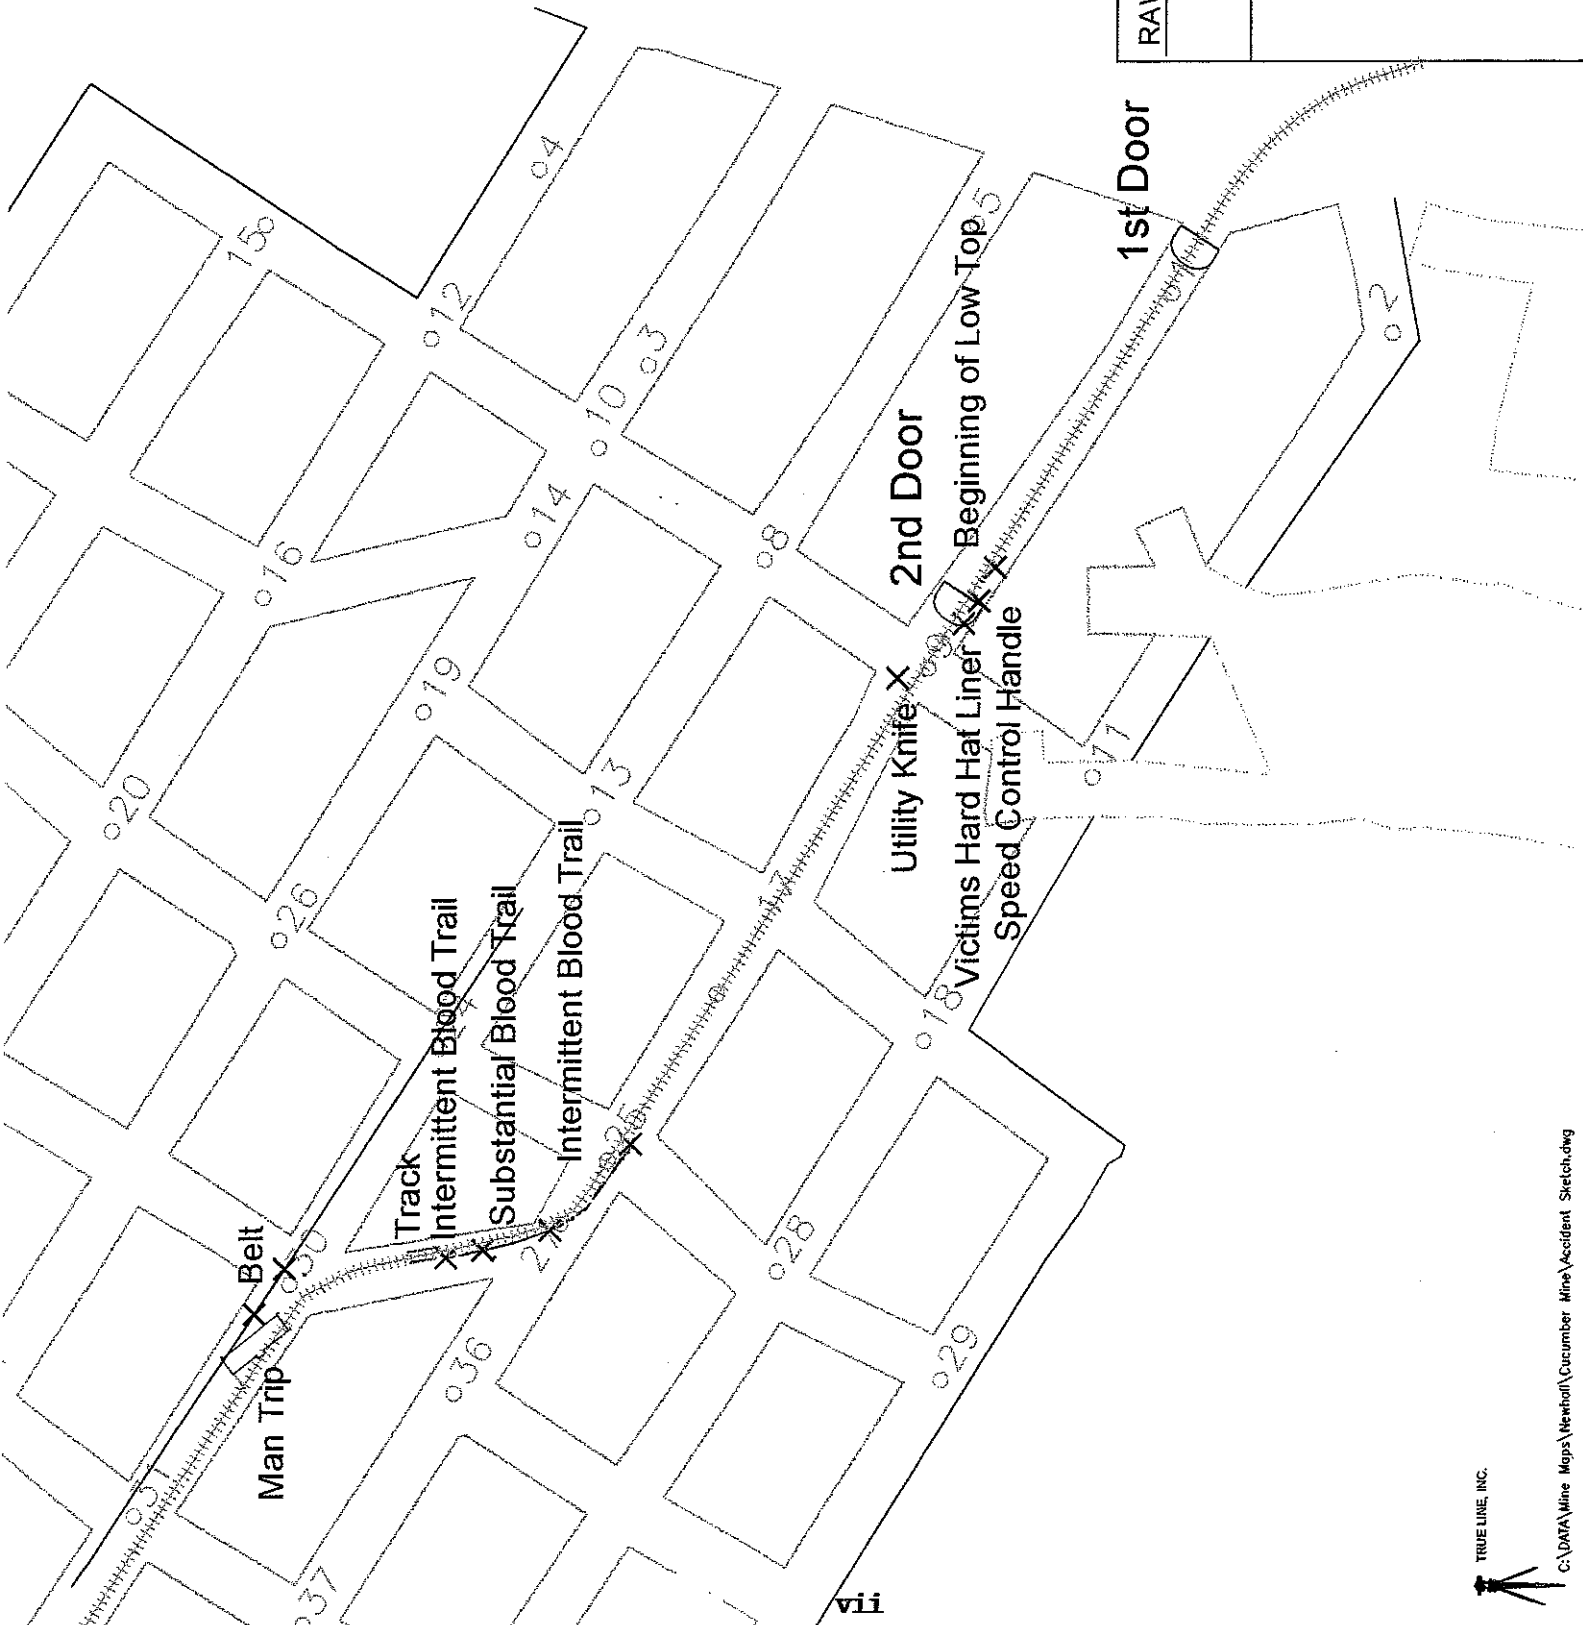 RAW
4
15
12
3
5
1st Door
10
14
16
8
2nd Door
Beginning of Low Top
2
19
13
20
9
Utility Knife
Victims Hard Hat Liner
Speed Control Handle
11
26
17
24
Intermittent Blood Trail
Substantial Blood Trail
Intermittent Blood Trail
Track
18
25
27
Belt
30
28
Man Trip
36
29
31
37
vii
TRUE LINE, INC.
C:\DATA\Mine Maps\Newhall\Cucumber Mine\Accident Sketch.dwg